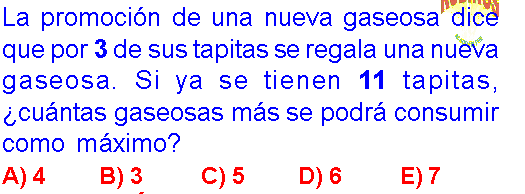 La promoción de una nueva gaseosa dice
que por 3 de sus tapitas se regala una nueva
gaseosa. Si ya se tienen 11 tapitas,
¿cuántas gaseosas más se podrá consumir
como máximo?
A) 4 B) 3 C) 5 D) 6 E) 7